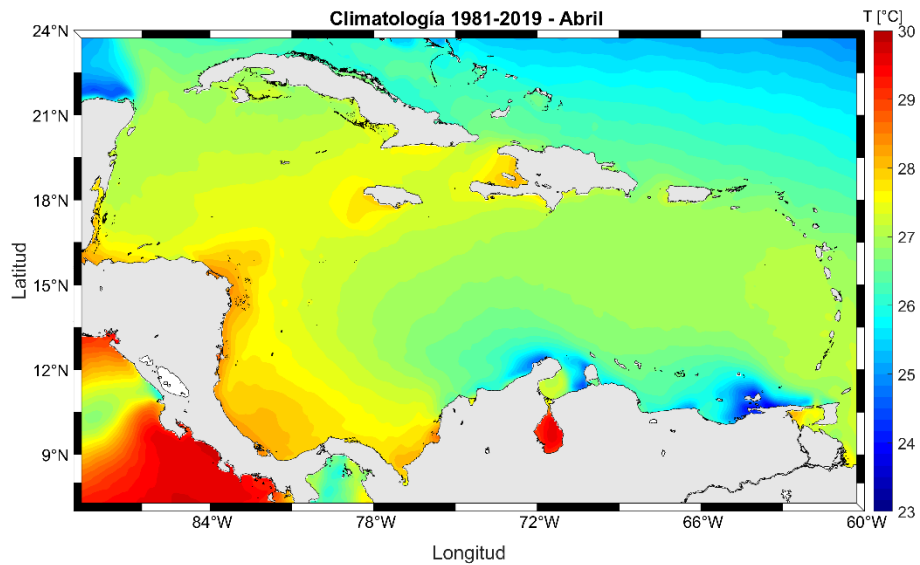 Climatología 1981-2019 - Abril
T [°C]
24°N
21°N
18°N
15°N
12°N
9°N
Latitud
84°W
78°W
72°W
66°W
60°W
Longitud
30
29
28
27
26
25
24
23